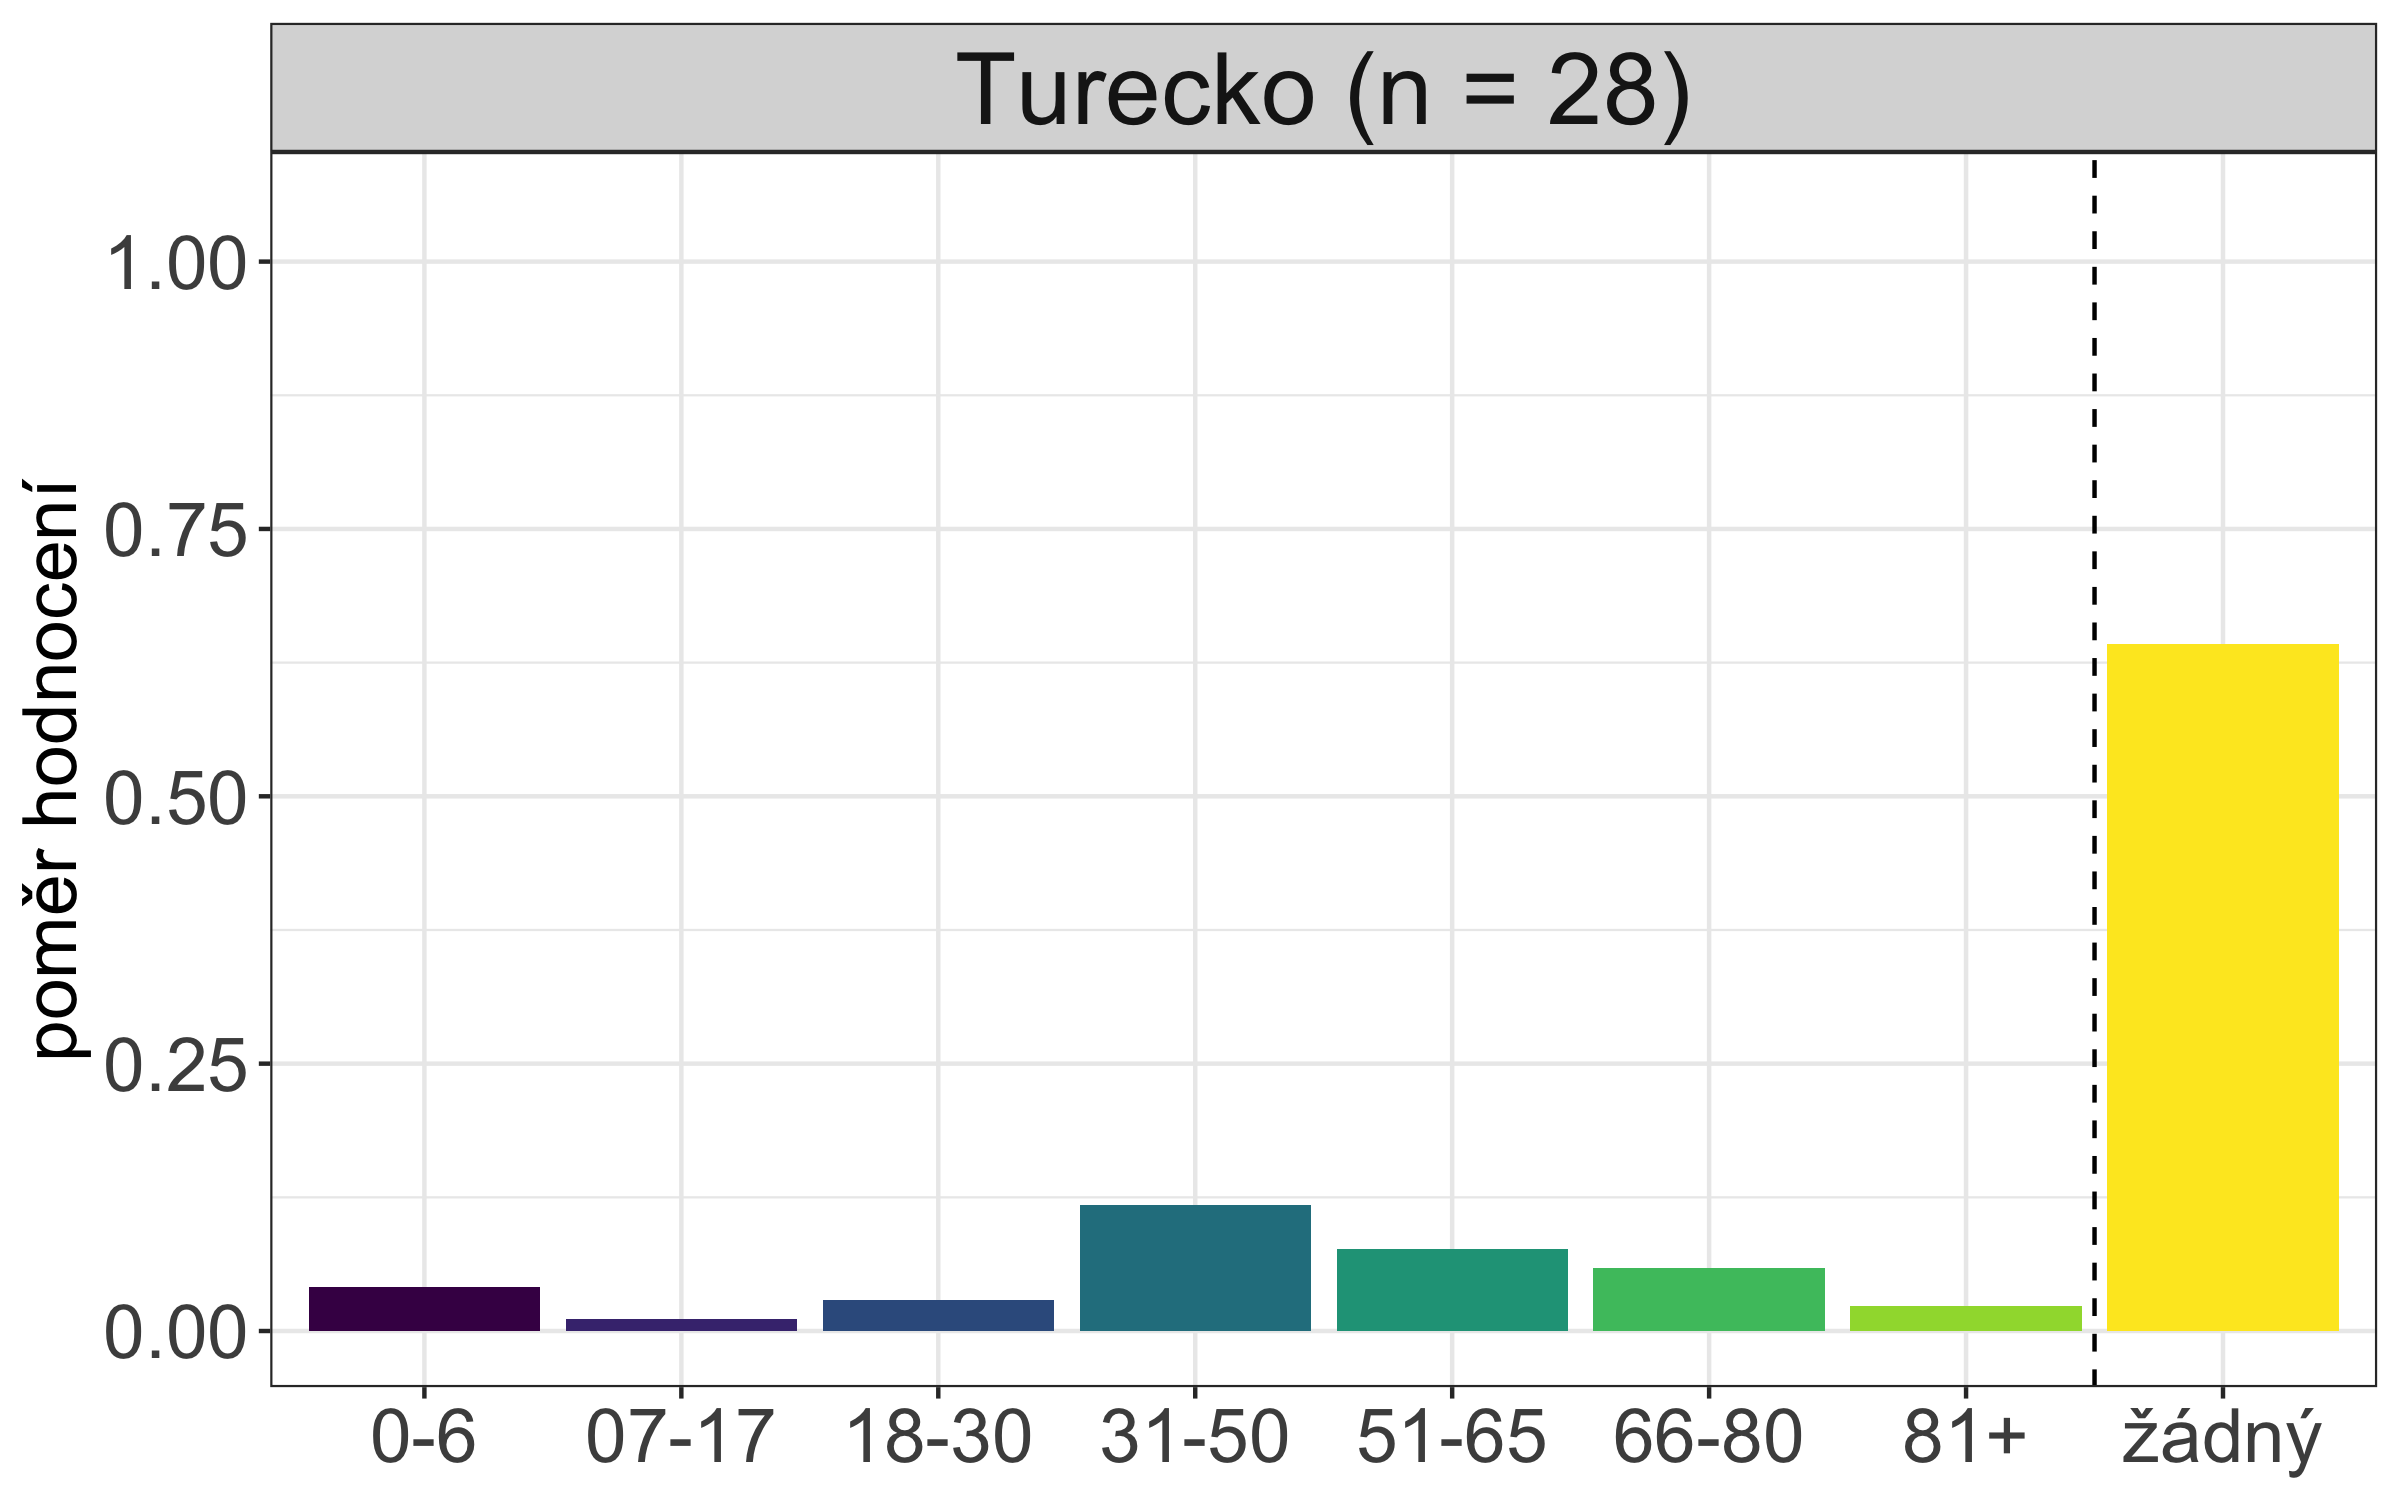 Turecko (n = 28)
poměr hodnocení
1.00
0.75
0.50
0.25
0.00
0-6 07-17 18-30 31-50 51-65 66-80 81+ žádný